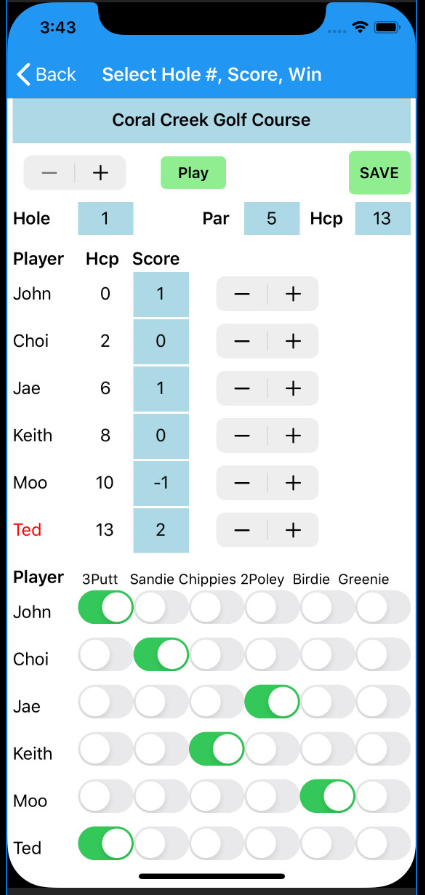 3:43
Back Select Hole #, Score, Win
Coral Creek Golf Course
− + Play SAVE
Hole 1 Par 5 Hcp 13
Player Hcp Score
John 0 1 − +
Choi 2 0 − +
Jae 6 1 − +
Keith 8 0 − +
Moo 10 -1 − +
Ted 13 2 − +
Player 3Putt Sandie Chippies 2Poley Birdie Greenie
John
Choi
Jae
Keith
Moo
Ted